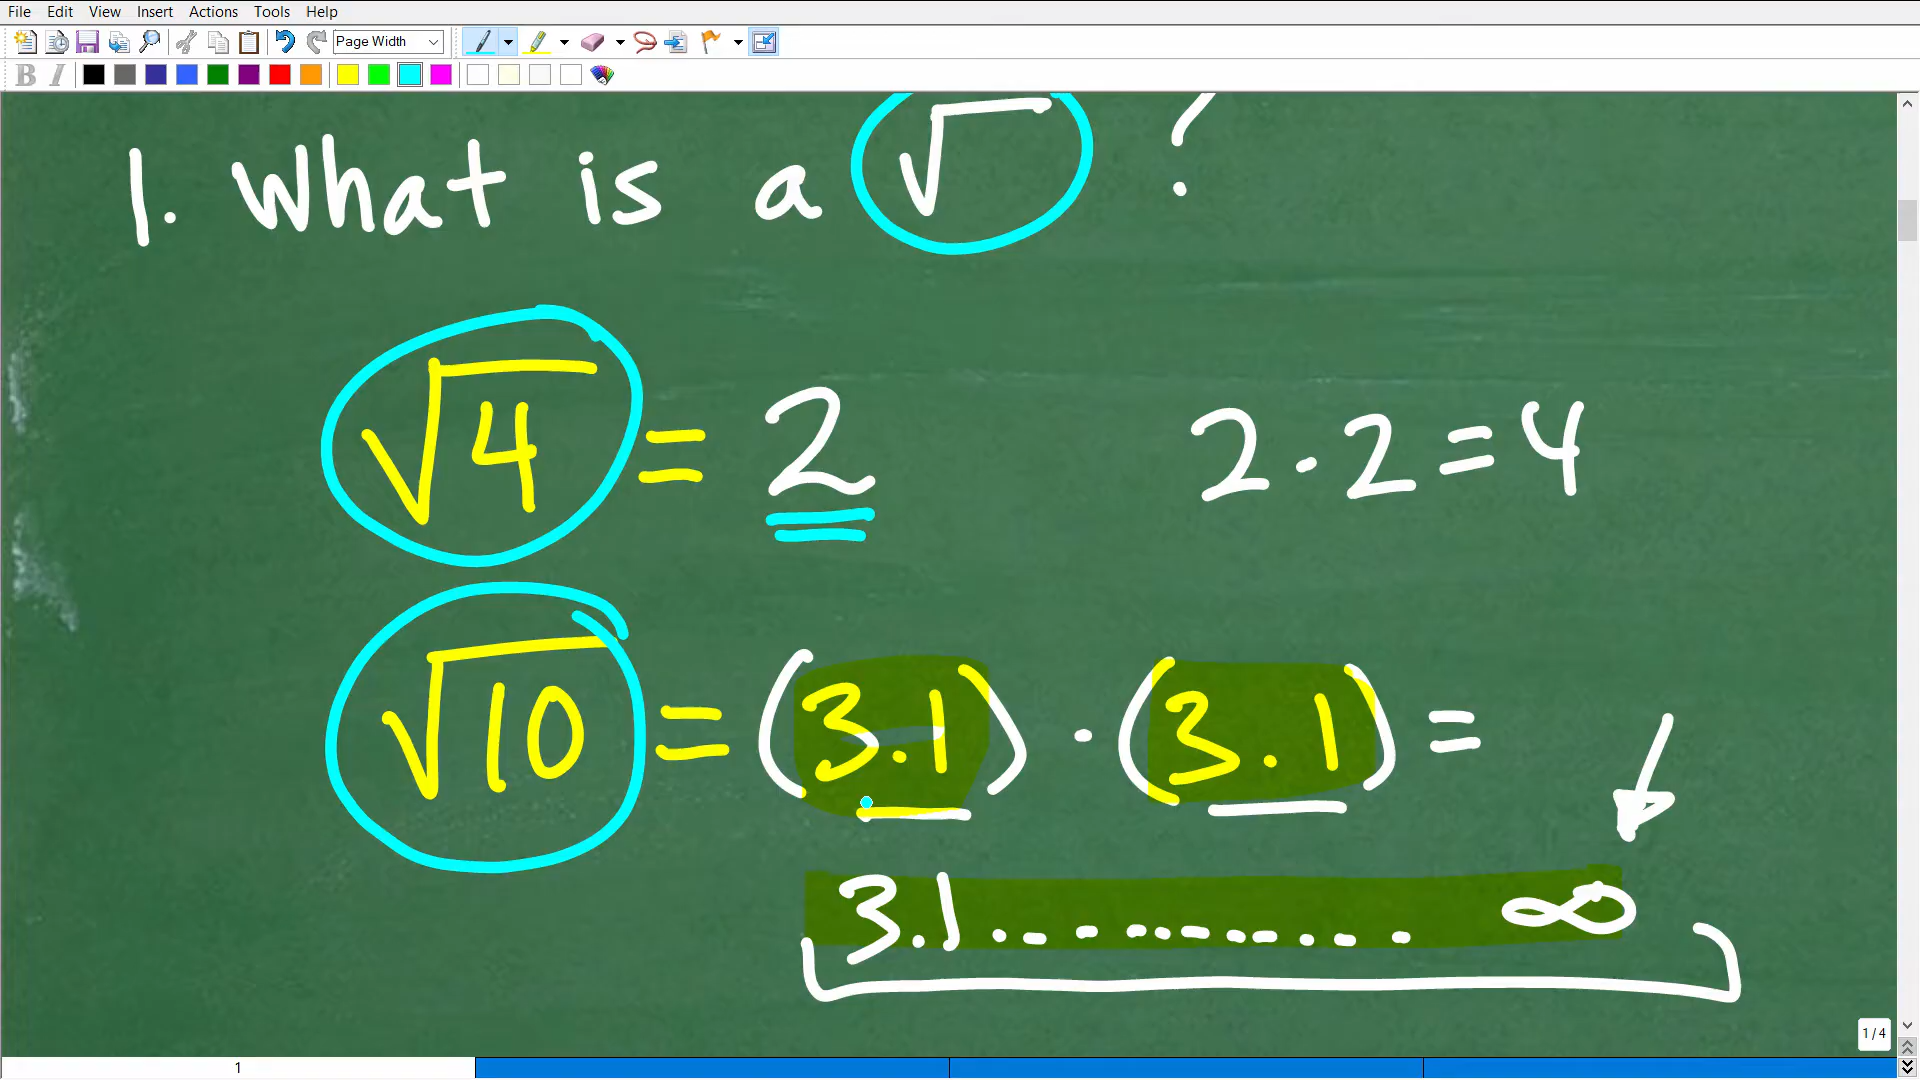 File Edit View Insert Actions Tools Help
Page Width
B I
1. What is a √ ?
√4 = 2 2 · 2 = 4
√10 = (3.1) · (3.1) =
3.1............ ∞
1 / 4
1